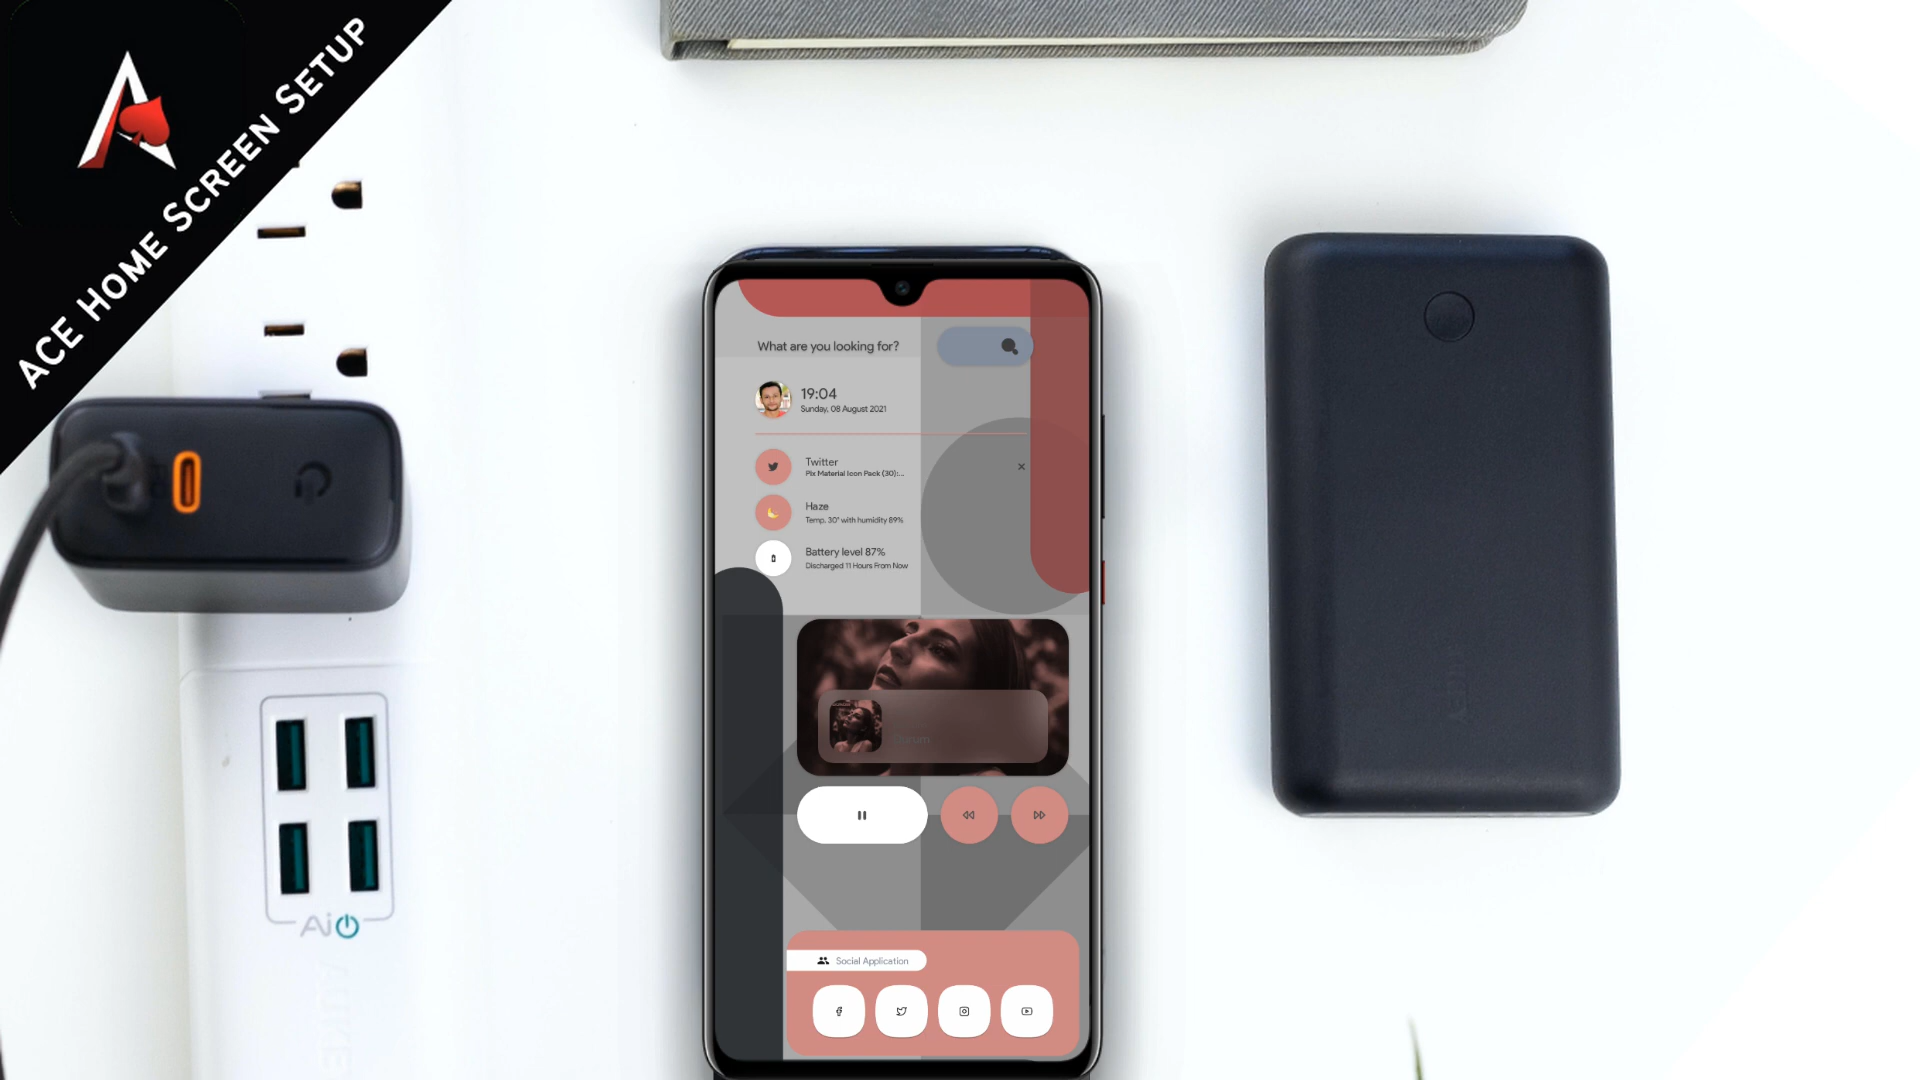 ACE HOME SCREEN SETUP
What are you looking for?
19:04
Sunday, 08 August 2021
Twitter
Pix Material Icon Pack (30):...
Haze
Temp. 30° with humidity 89%
Battery level 87%
Discharged 11 Hours From Now
Social Application
AiO